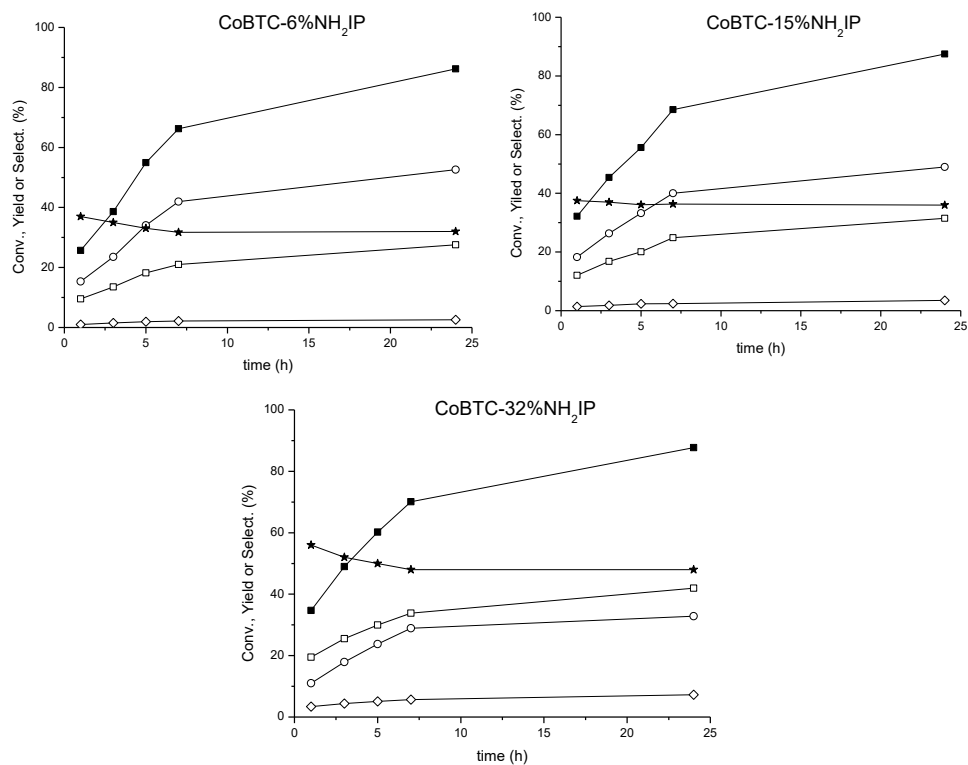 CoBTC-6%NH₂IP
100
80
60
40
20
0
Conv., Yield or Select. (%)
0 5 10 15 20 25
time (h)
CoBTC-15%NH₂IP
100
80
60
40
20
0
Conv., Yiled or Select. (%)
0 5 10 15 20 25
time (h)
CoBTC-32%NH₂IP
100
80
60
40
20
0
Conv., Yield or Select. (%)
0 5 10 15 20 25
time (h)